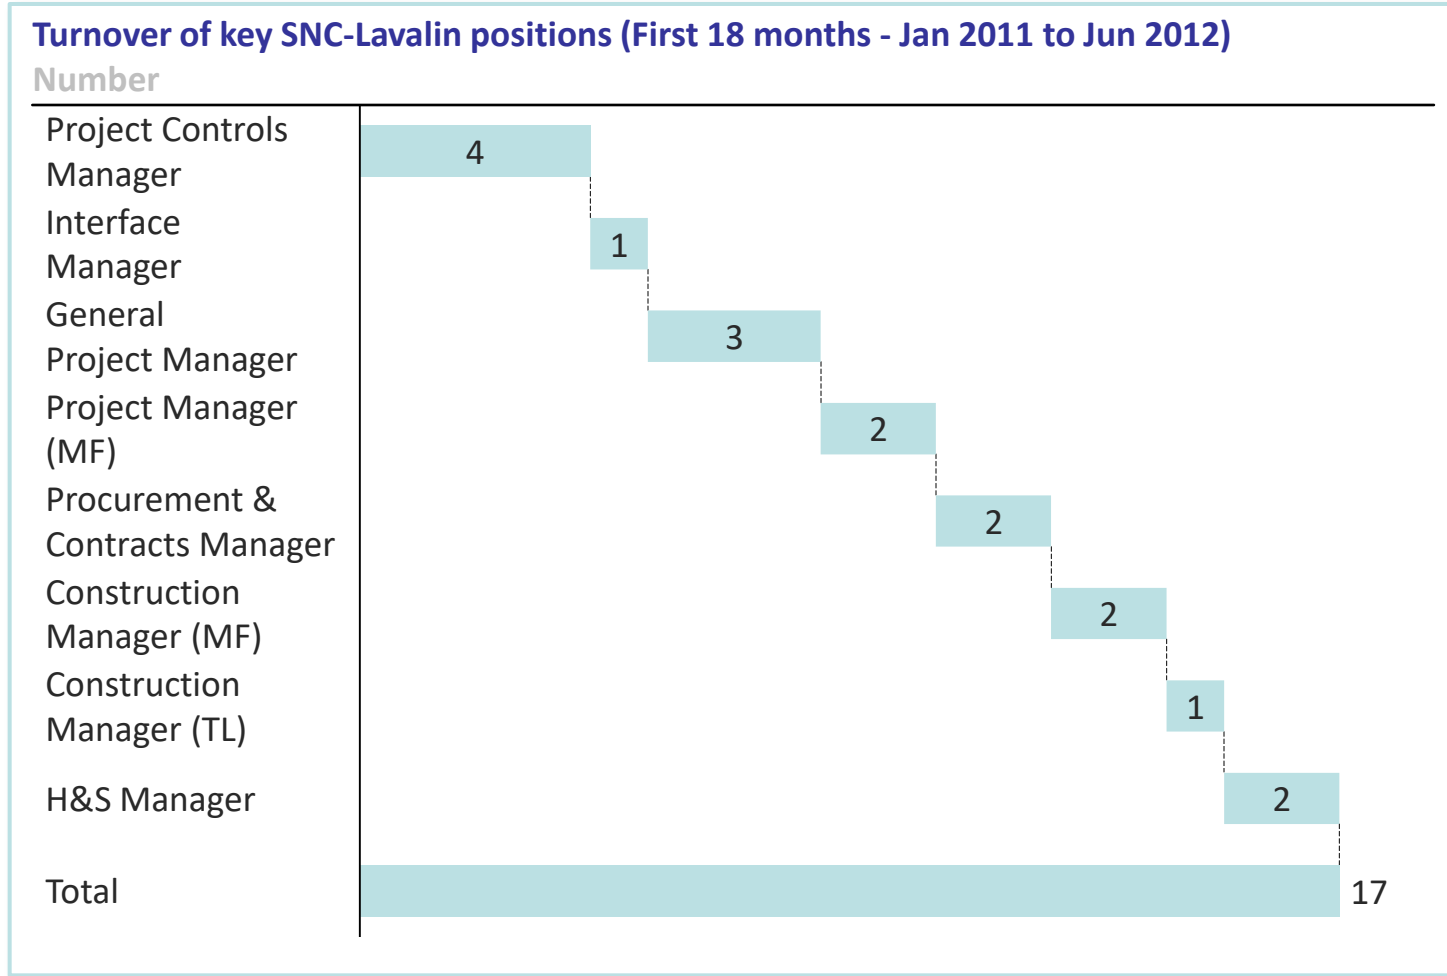 Turnover of key SNC-Lavalin positions (First 18 months - Jan 2011 to Jun 2012)
Number
Project Controls
Manager
4
Interface
Manager
1
General
Project Manager
3
Project Manager
(MF)
2
Procurement &
Contracts Manager
2
Construction
Manager (MF)
2
Construction
Manager (TL)
1
H&S Manager
2
Total
17